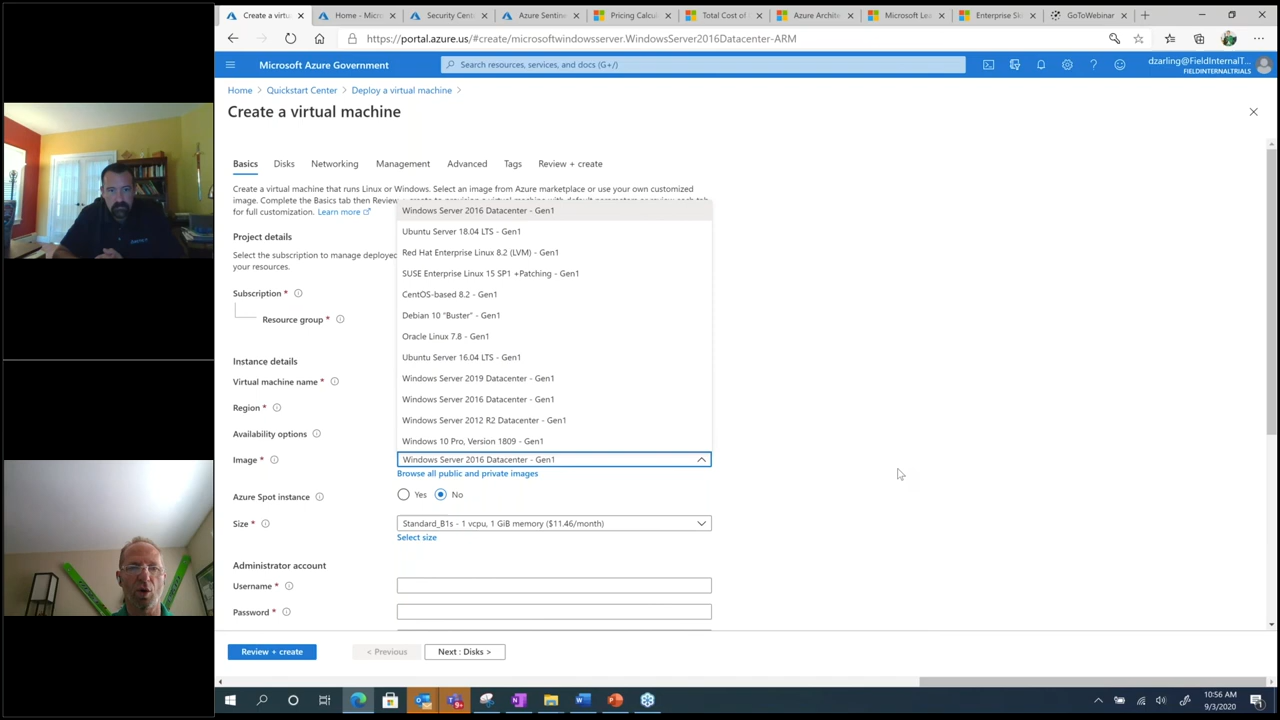 Create a virtu
Home - Micr
Security Cent
Azure Sentine
Pricing Calcu
Total Cost of
Azure Archite
Microsoft Lea
Enterprise Sk
GoToWebinar
https://portal.azure.us/#create/microsoftwindowsserver.WindowsServer2016Datacenter-ARM
Microsoft Azure Government
Search resources, services, and docs (G+/)
dzarling@FieldInternalT...
FIELDINTERNALTRIALS
Home > Quickstart Center > Deploy a virtual machine >
Create a virtual machine
Basics Disks Networking Management Advanced Tags Review + create
Create a virtual machine that runs Linux or Windows. Select an image from Azure marketplace or use your own customized
image. Complete the Basics tab then Review
for full customization. Learn more
Windows Server 2016 Datacenter - Gen1
Ubuntu Server 18.04 LTS - Gen1
Project details
Red Hat Enterprise Linux 8.2 (LVM) - Gen1
Select the subscription to manage deployed
your resources.
SUSE Enterprise Linux 15 SP1 +Patching - Gen1
Subscription *
CentOS-based 8.2 - Gen1
Resource group *
Debian 10 "Buster" - Gen1
Oracle Linux 7.8 - Gen1
Ubuntu Server 16.04 LTS - Gen1
Instance details
Virtual machine name *
Windows Server 2019 Datacenter - Gen1
Region *
Windows Server 2016 Datacenter - Gen1
Availability options
Windows Server 2012 R2 Datacenter - Gen1
Windows 10 Pro, Version 1809 - Gen1
Image *
Windows Server 2016 Datacenter - Gen1
Browse all public and private images
Azure Spot instance
Yes No
Size *
Standard_B1s - 1 vcpu, 1 GiB memory ($11.46/month)
Select size
Administrator account
Username *
Password *
Review + create
< Previous
Next : Disks >
10:56 AM
9/3/2020